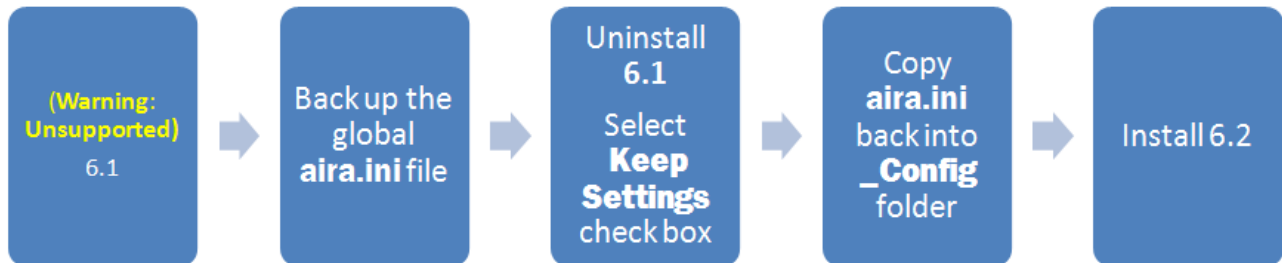 (Warning:
Unsupported)
6.1
Back up the
global
aira.ini file
Uninstall
6.1
Select
Keep
Settings
check box
Copy
aira.ini
back into
_Config
folder
Install 6.2